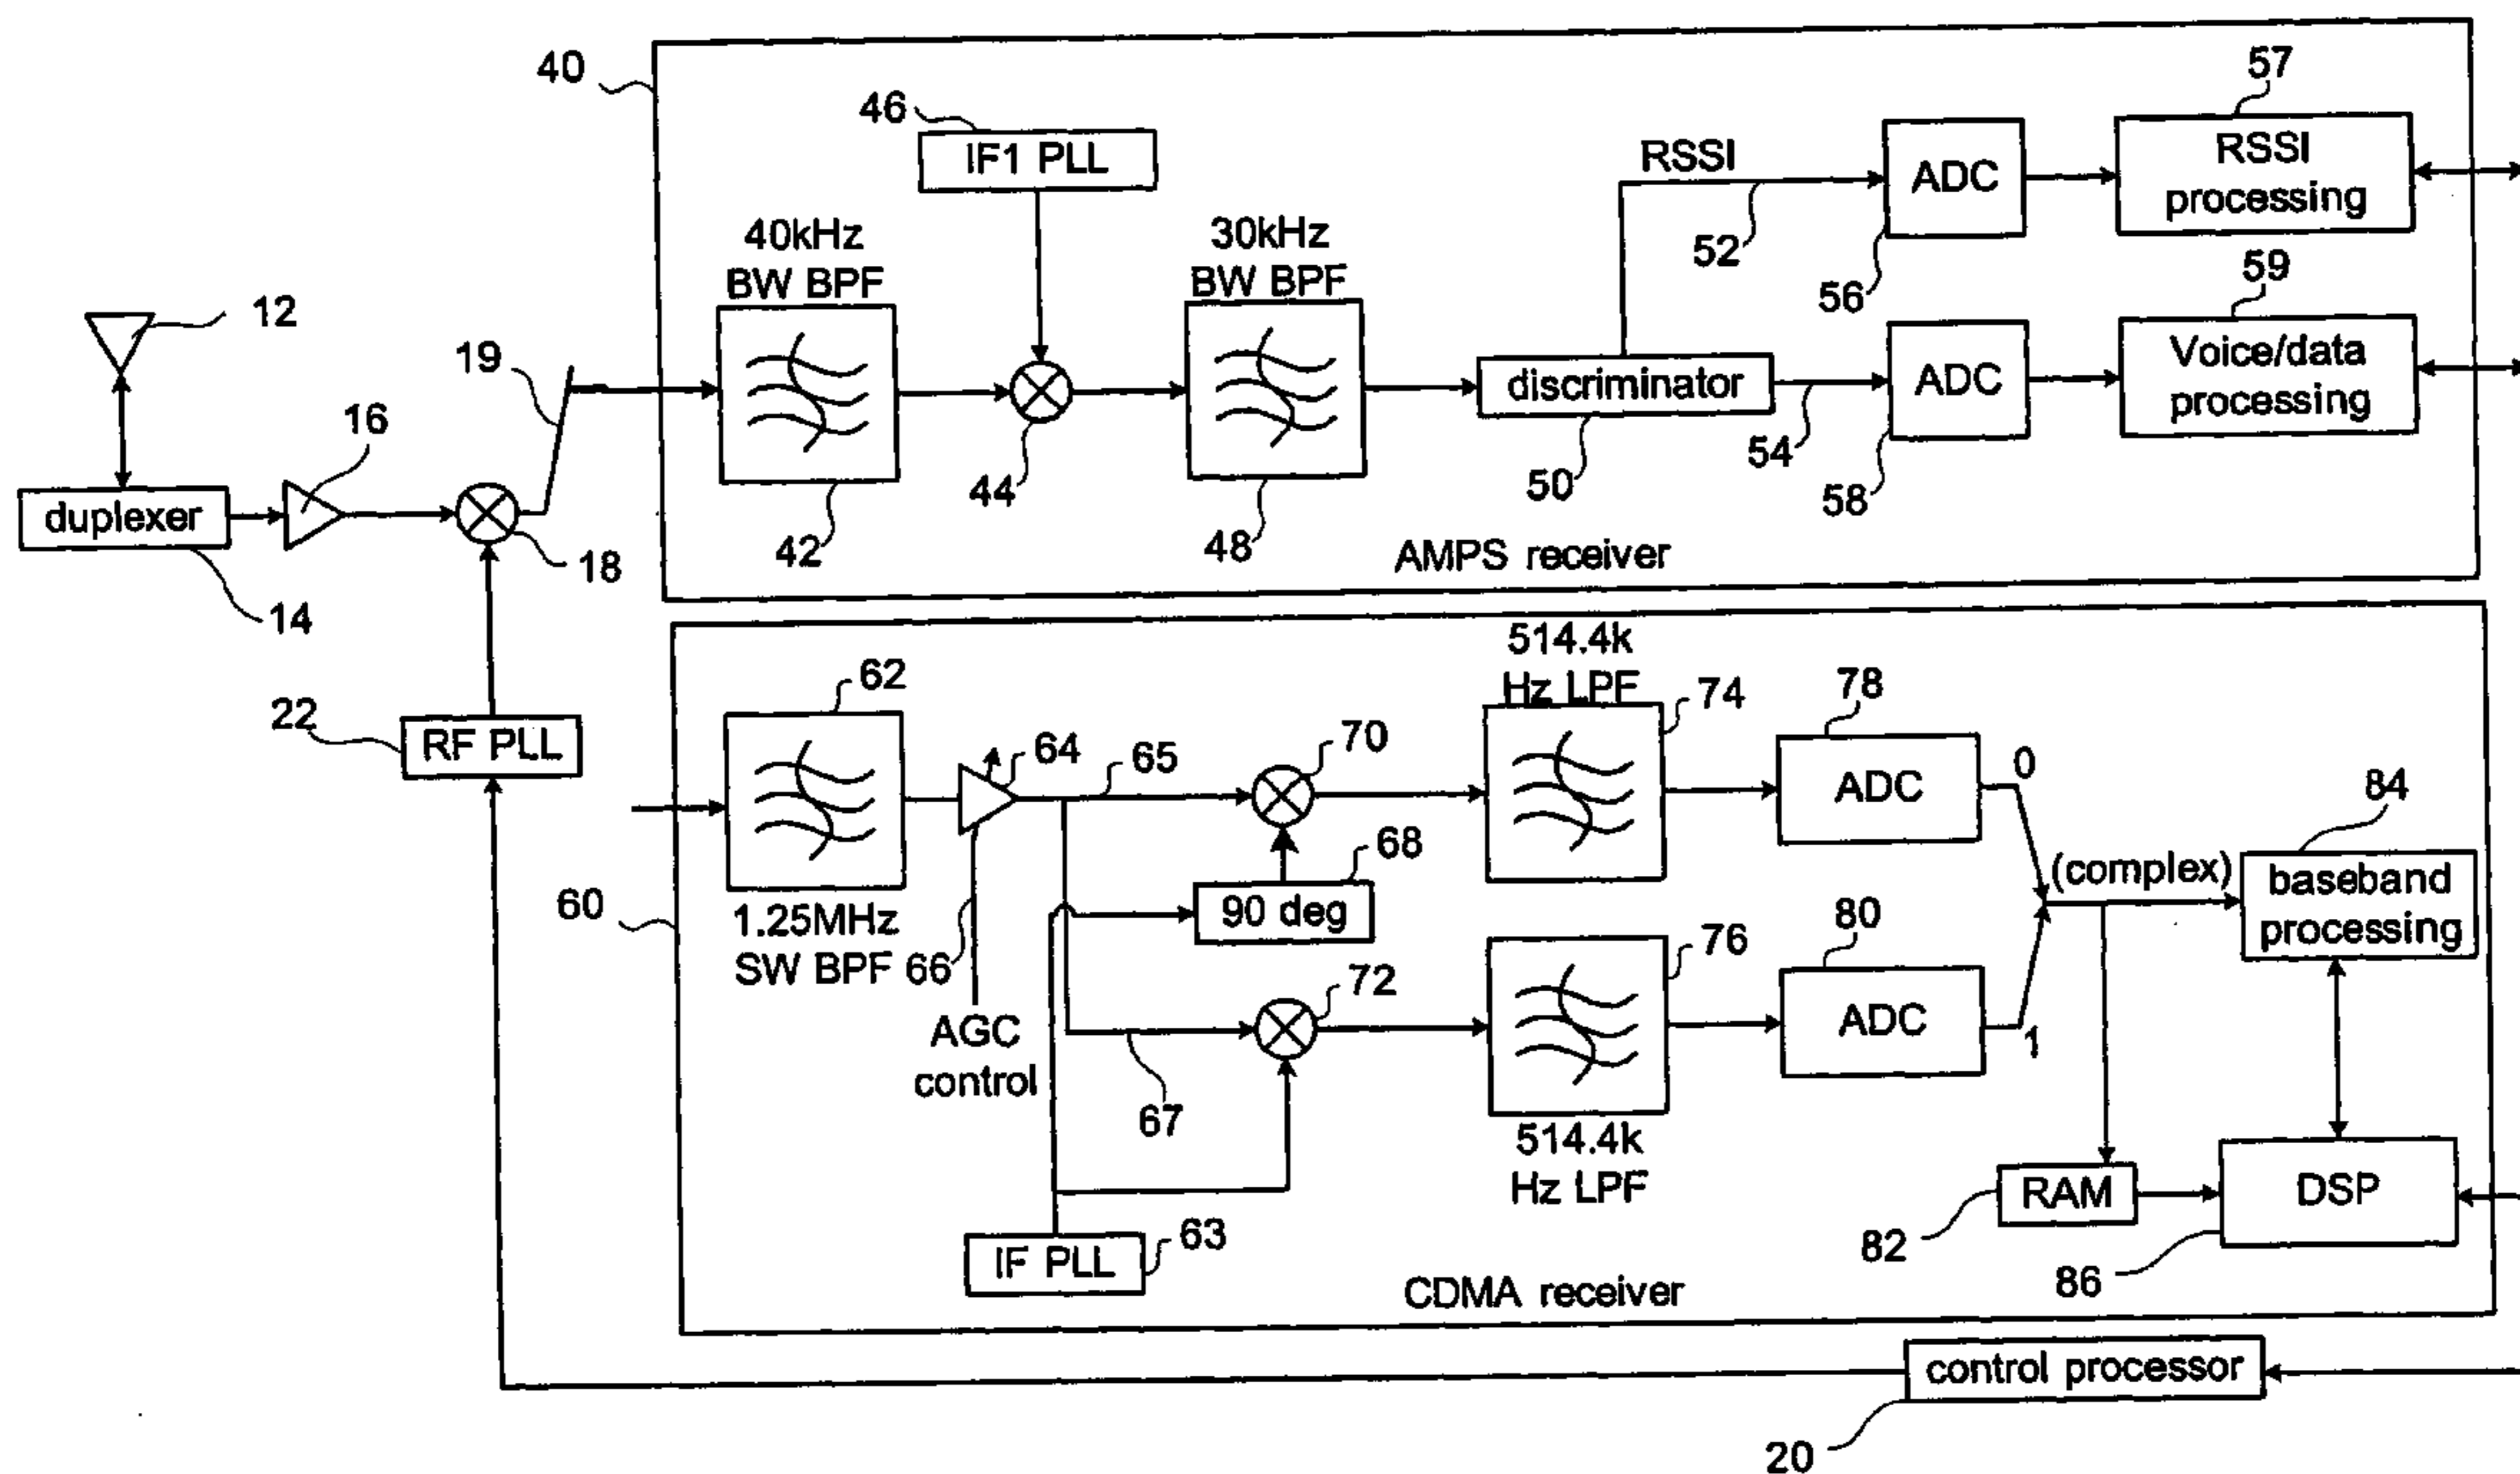 40
57
46
IF1 PLL
RSSI
ADC
RSSI
processing
52
40kHz
BW BPF
30kHz
BW BPF
56
59
12
19
Voice/data
processing
discriminator
ADC
16
54
44
50
58
duplexer
42
48
18
AMPS receiver
14
514.4k
Hz LPF
62
74
78
22
RF PLL
64
65
70
0
ADC
84
68
(complex)
baseband
processing
60
90 deg
80
1.25MHz
SW BPF
66
76
72
AGC
control
ADC
1
67
514.4k
Hz LPF
RAM
DSP
63
82
IF PLL
86
CDMA receiver
control processor
20